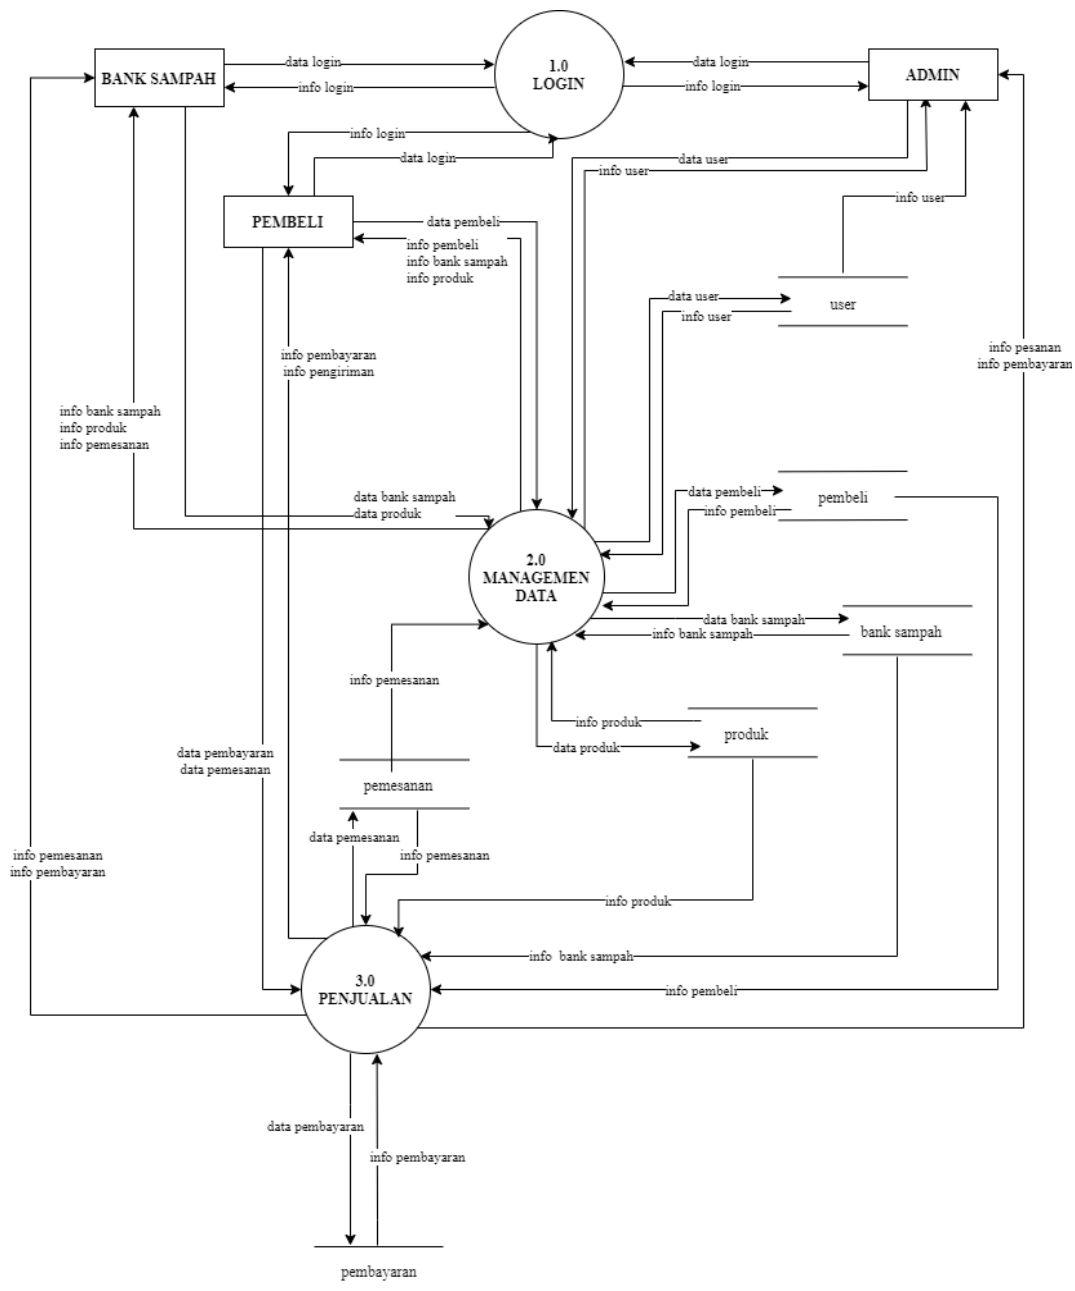 1.0
LOGIN
BANK SAMPAH
ADMIN
data login
info login
data login
info login
info login
data login
data user
info user
info user
PEMBELI
data pembeli
info pembeli
info bank sampah
info produk
data user
info user
user
info pembayaran
info pengiriman
info pesanan
info pembayaran
info bank sampah
info produk
info pemesanan
data bank sampah
data produk
data pembeli
info pembeli
pembeli
2.0
MANAGEMEN
DATA
data bank sampah
info bank sampah
bank sampah
info pemesanan
info produk
data produk
produk
data pembayaran
data pemesanan
pemesanan
data pemesanan
info pemesanan
info pemesanan
info pembayaran
info produk
info  bank sampah
3.0
PENJUALAN
info pembeli
data pembayaran
info pembayaran
pembayaran